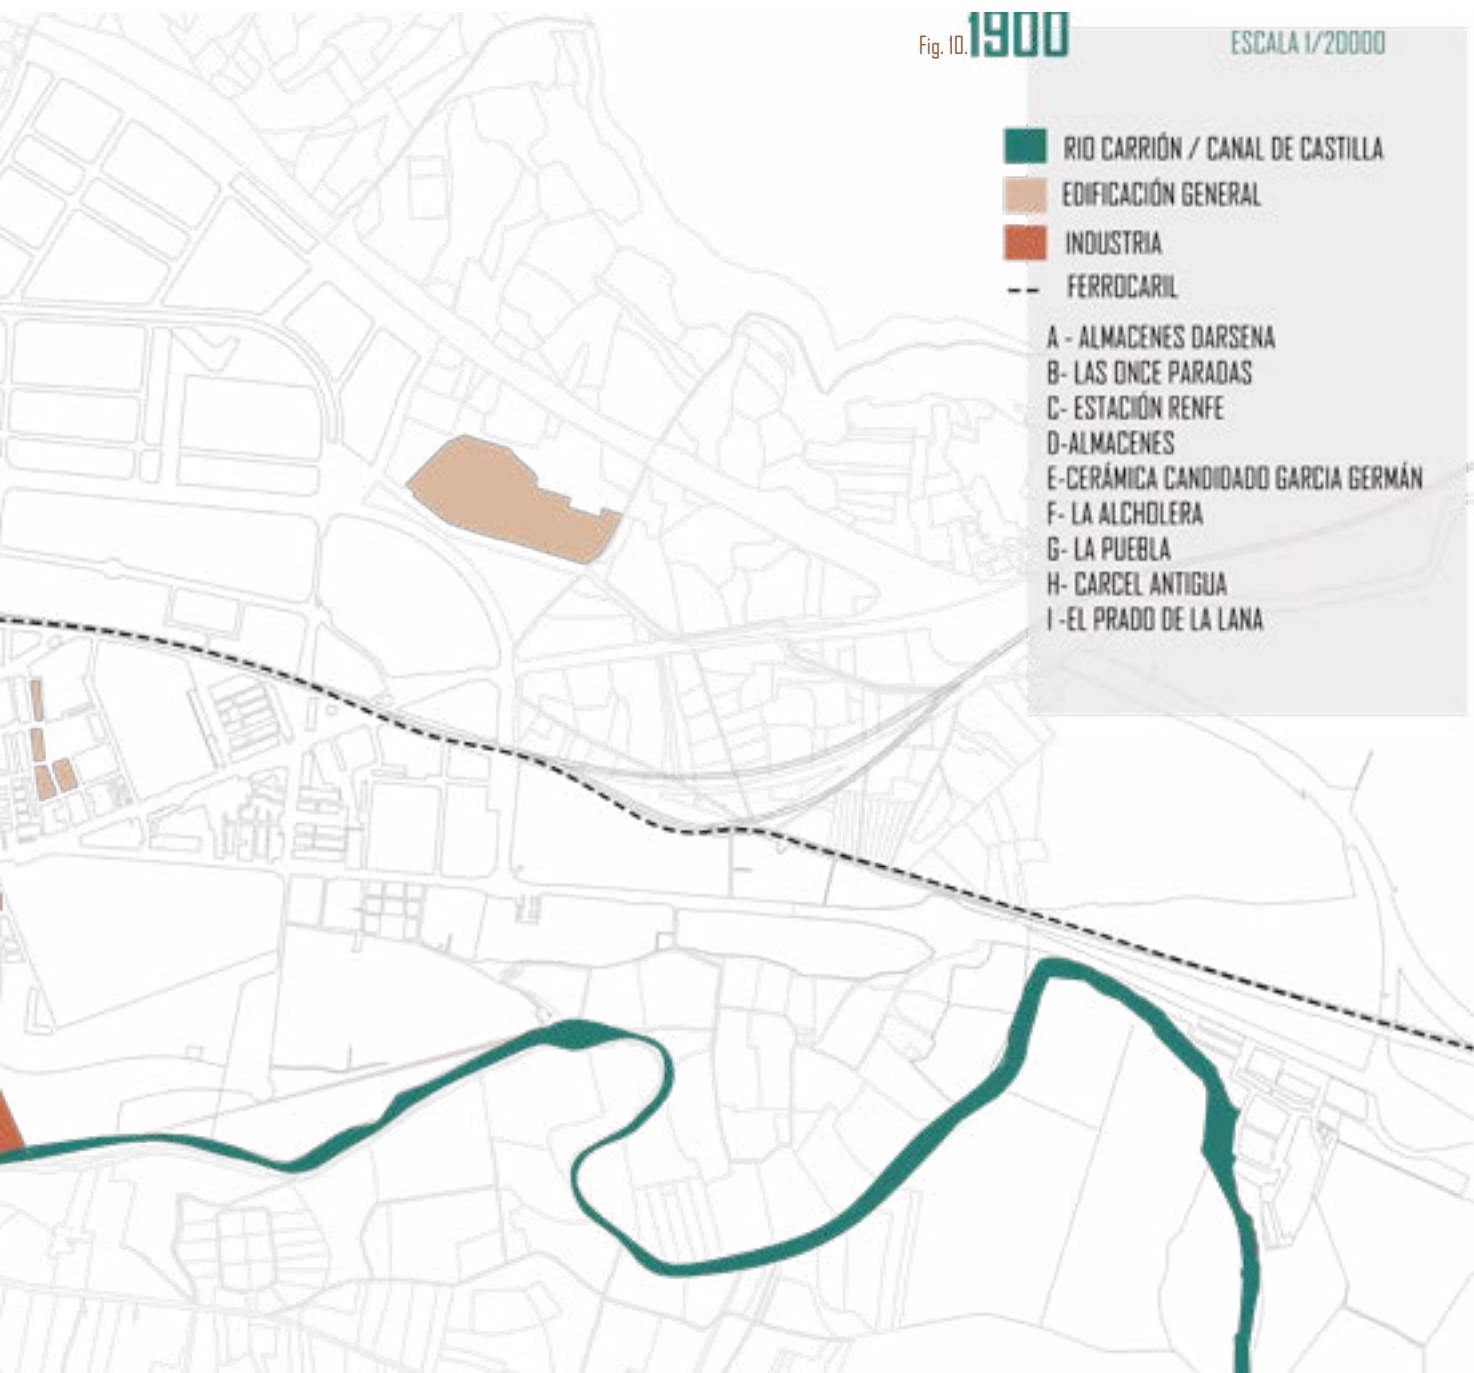 Fig. 10. 1900
ESCALA 1/20000
RIO CARRIÓN / CANAL DE CASTILLA
EDIFICACIÓN GENERAL
INDUSTRIA
FERROCARIL
A - ALMACENES DARSENA
B- LAS ONCE PARADAS
C- ESTACIÓN RENFE
D-ALMACENES
E-CERÁMICA CANDIDADO GARCIA GERMÁN
F- LA ALCHOLERA
G- LA PUEBLA
H- CARCEL ANTIGUA
I -EL PRADO DE LA LANA